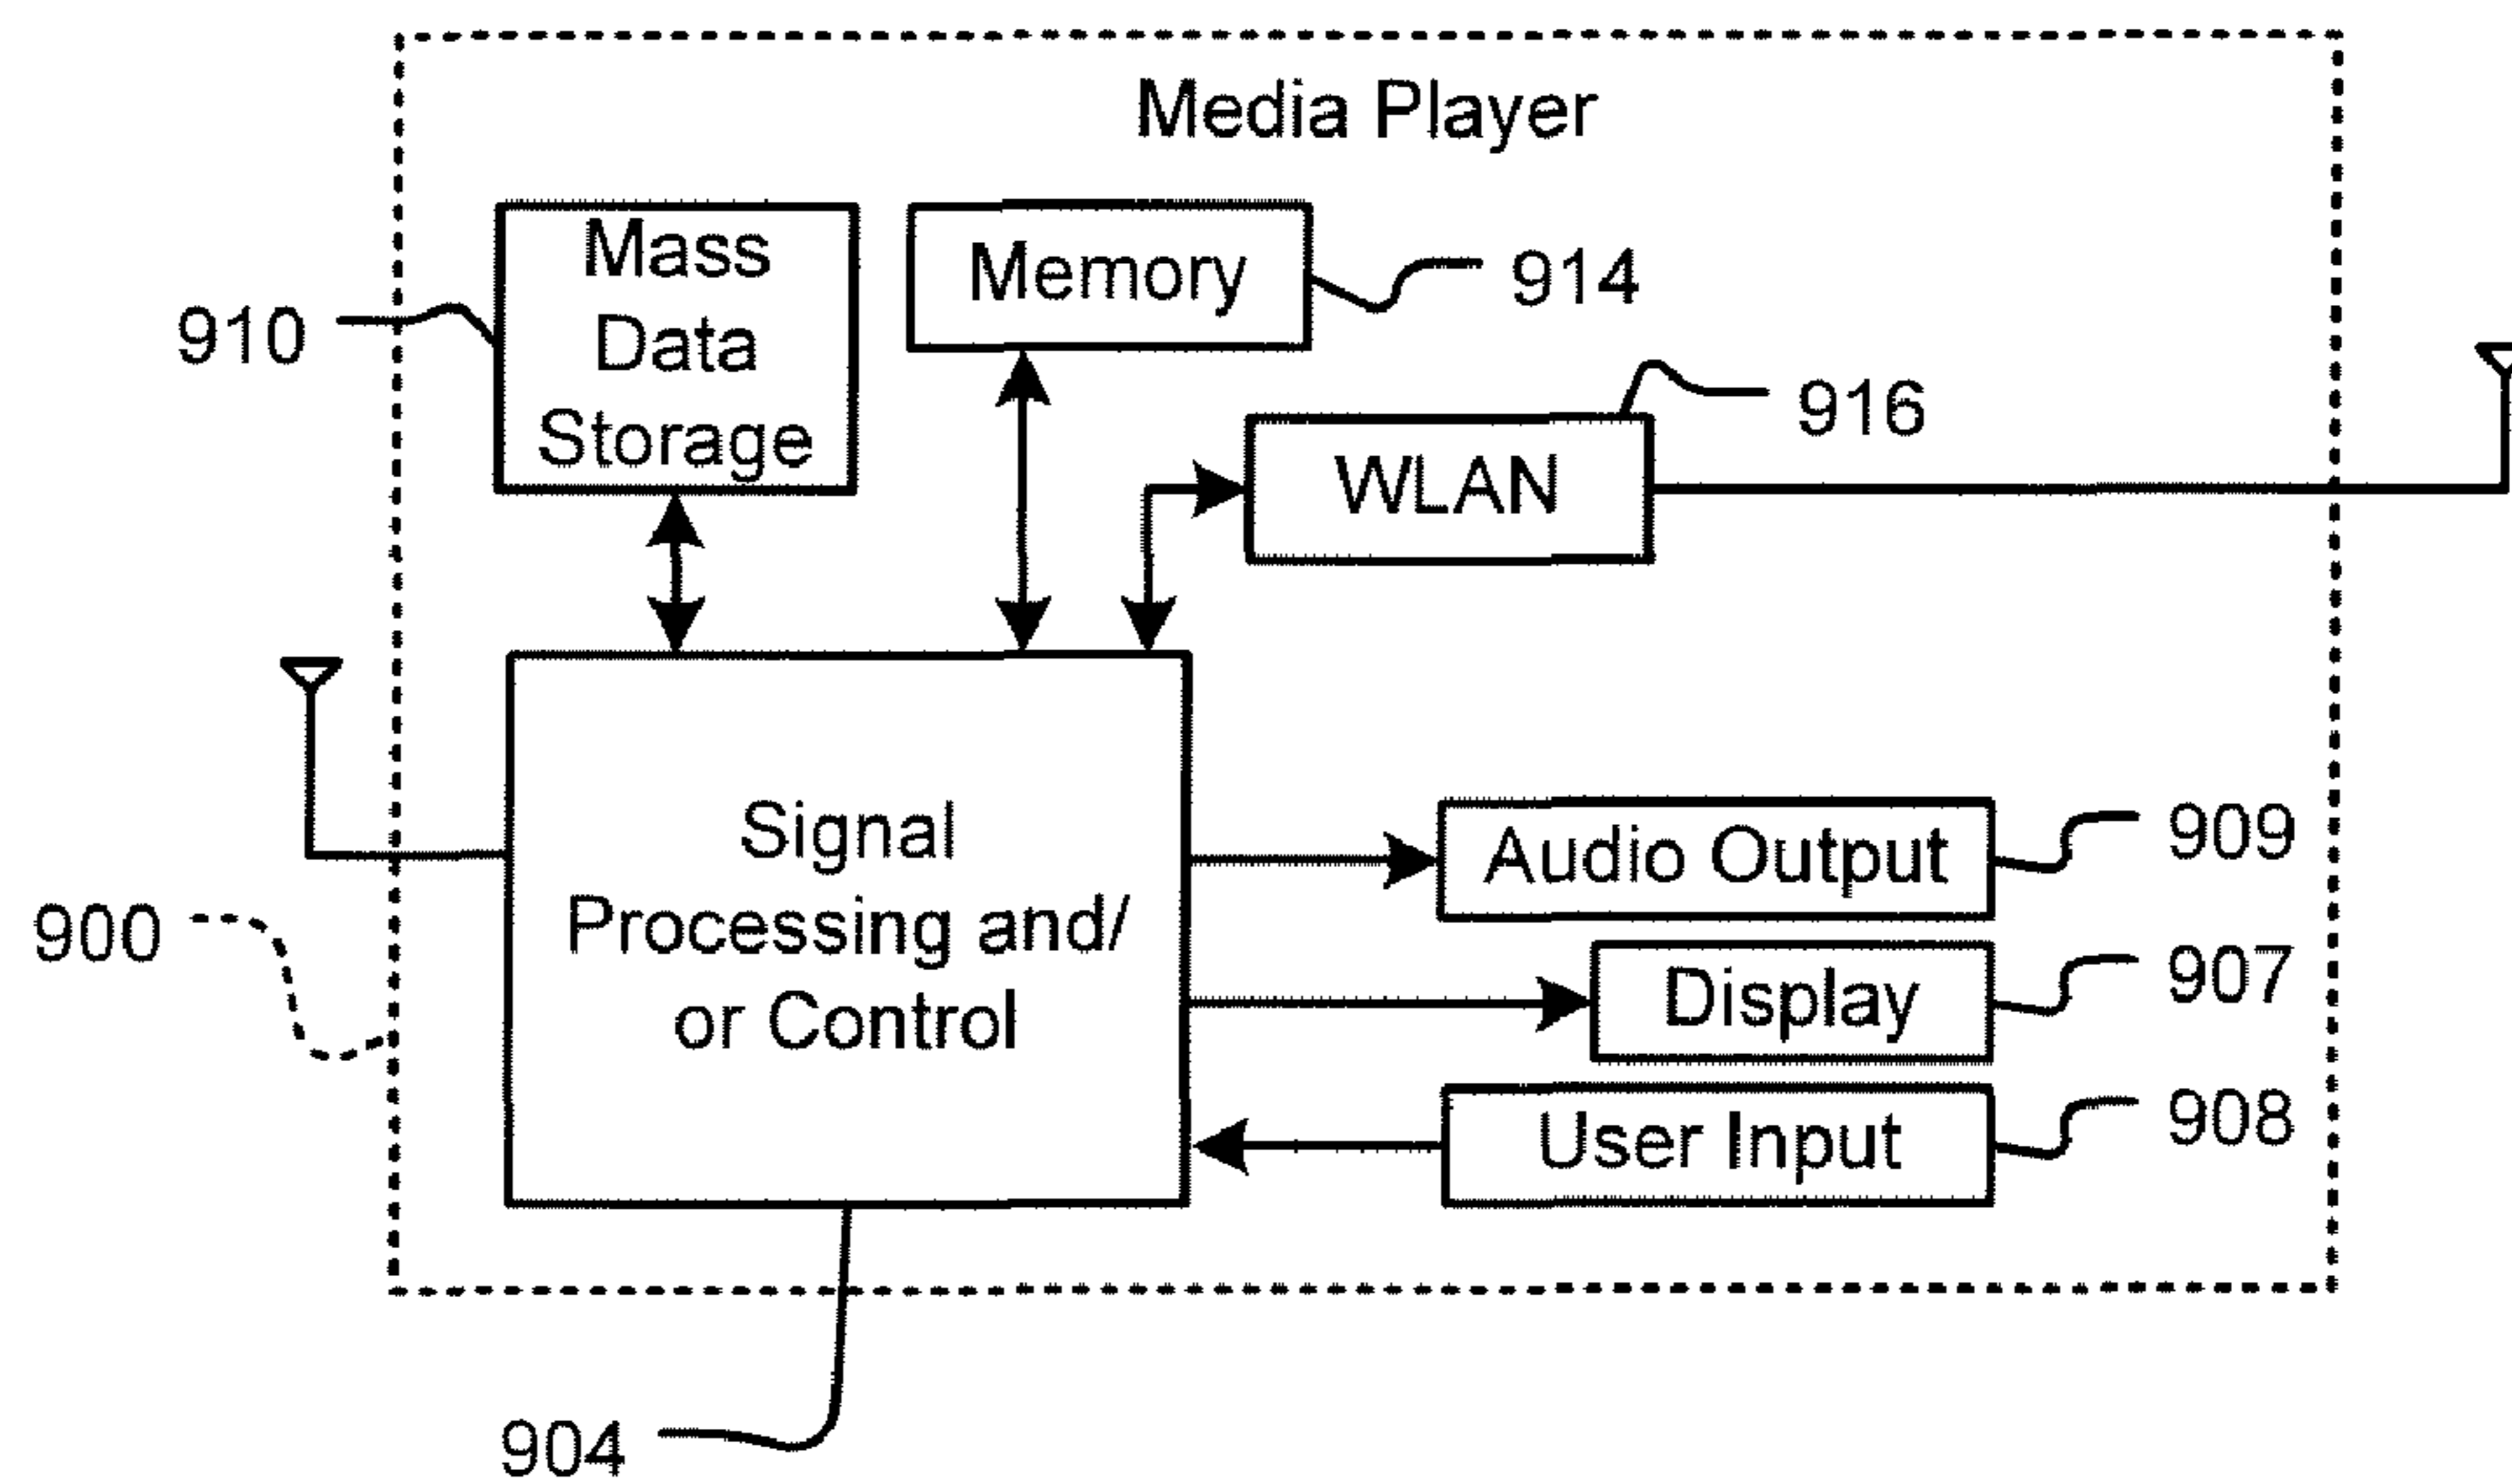 Media Player
Mass
Data
Storage
910
Memory
914
916
WLAN
Signal
Processing and/
or Control
Audio Output
909
900
Display
907
User Input
908
904